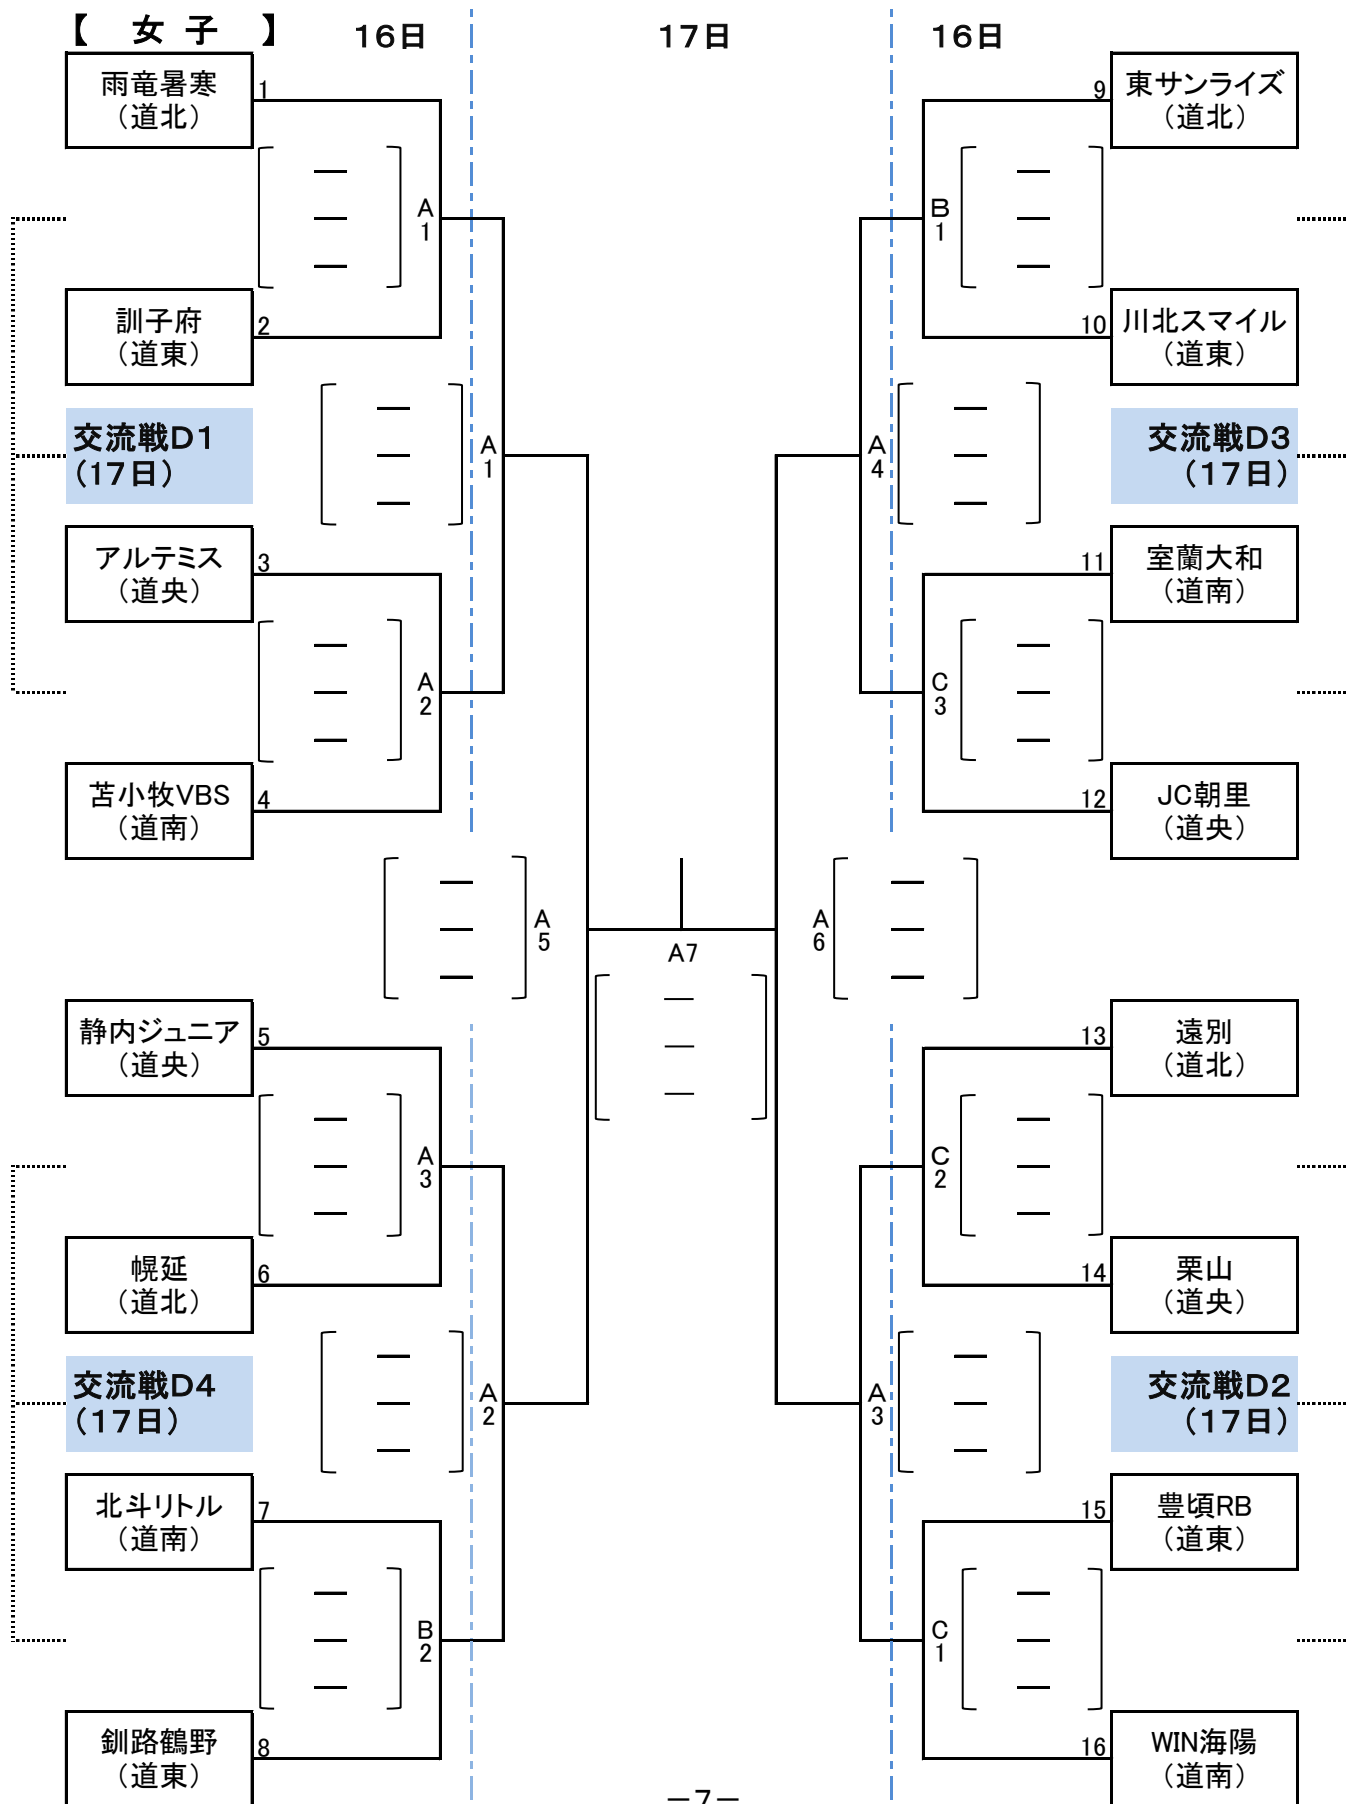 【　女 子　】
16日
17日
16日
雨竜暑寒
（道北）
1
A
1
訓子府
（道東）
2
交流戦D1
（17日）
A
1
アルテミス
（道央）
3
A
2
苫小牧VBS
（道南）
4
A
5
静内ジュニア
（道央）
5
A
3
幌延
（道北）
6
交流戦D4
（17日）
A
2
北斗リトル
（道南）
7
B
2
釧路鶴野
（道東）
8
A7
9
東サンライズ
（道北）
B
1
10
川北スマイル
（道東）
A
4
交流戦D3
（17日）
11
室蘭大和
（道南）
C
3
12
JC朝里
（道央）
A
6
13
遠別
（道北）
C
2
14
栗山
（道央）
A
3
交流戦D2
（17日）
15
豊頃RB
（道東）
C
1
16
WIN海陽
（道南）
－7－